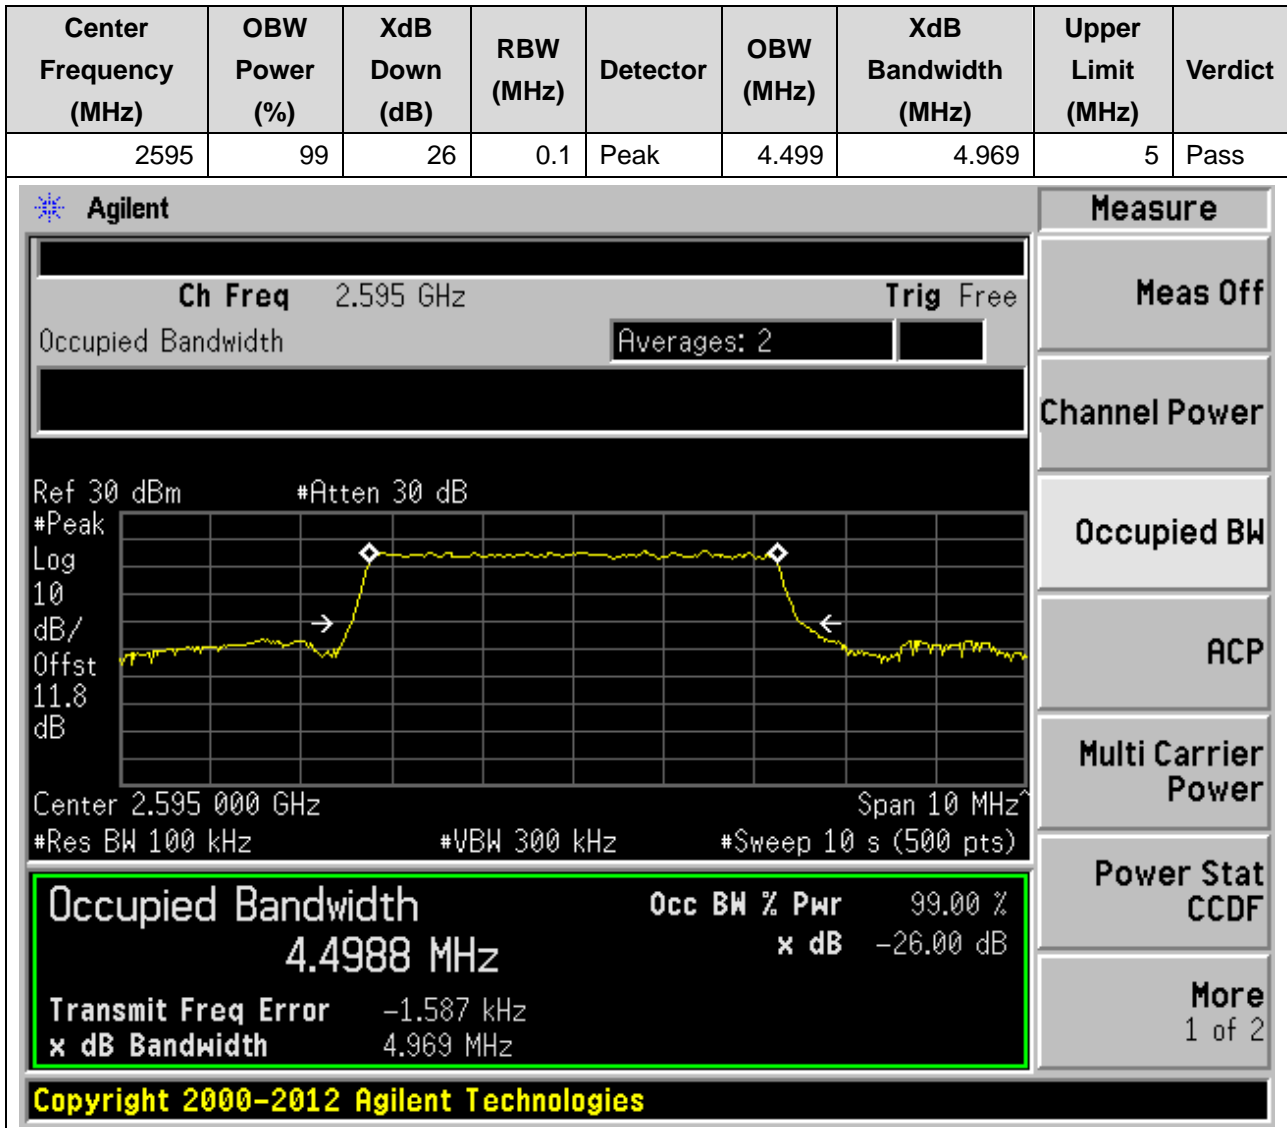 Center Frequency (MHz) OBW Power (%) XdB Down (dB) RBW (MHz) Detector OBW (MHz) XdB Bandwidth (MHz) Upper Limit (MHz) Verdict
2595 99 26 0.1 Peak 4.499 4.969 5 Pass
Agilent
Ch Freq 2.595 GHz Trig Free
Occupied Bandwidth Averages: 2
Ref 30 dBm #Atten 30 dB
#Peak
Log
10
dB/
Offst
11.8
dB
Center 2.595 000 GHz Span 10 MHz^
#Res BW 100 kHz #VBW 300 kHz #Sweep 10 s (500 pts)
Occupied Bandwidth Occ BW % Pwr 99.00 %
4.4988 MHz x dB -26.00 dB
Transmit Freq Error -1.587 kHz
x dB Bandwidth 4.969 MHz
Copyright 2000-2012 Agilent Technologies
Measure
Meas Off
Channel Power
Occupied BW
ACP
Multi Carrier
Power
Power Stat
CCDF
More
1 of 2